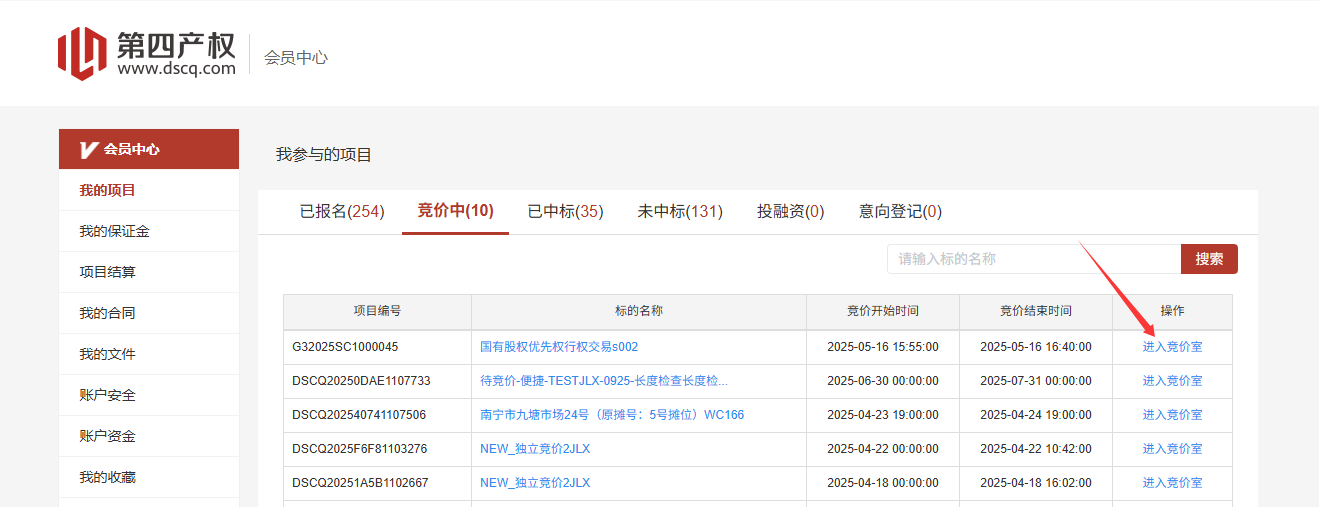 第四产权
www.dscq.com
会员中心
会员中心
我的项目
我的保证金
项目结算
我的合同
我的文件
账户安全
账户资金
我的收藏
我参与的项目
已报名(254) 竞价中(10) 已中标(35) 未中标(131) 投融资(0) 意向登记(0)
请输入标的名称 搜索
项目编号 标的名称 竞价开始时间 竞价结束时间 操作
G32025SC1000045 国有股权优先权行权交易s002 2025-05-16 15:55:00 2025-05-16 16:40:00 进入竞价室
DSCQ20250DAE1107733 待竞价-便捷-TESTJLX-0925-长度检查长度检... 2025-06-30 00:00:00 2025-07-31 00:00:00 进入竞价室
DSCQ202540741107506 南宁市九塘市场24号（原摊号：5号摊位）WC166 2025-04-23 19:00:00 2025-04-24 19:00:00 进入竞价室
DSCQ2025F6F81103276 NEW_独立竞价2JLX 2025-04-22 00:00:00 2025-04-22 10:42:00 进入竞价室
DSCQ20251A5B1102667 NEW_独立竞价2JLX 2025-04-18 00:00:00 2025-04-18 16:02:00 进入竞价室